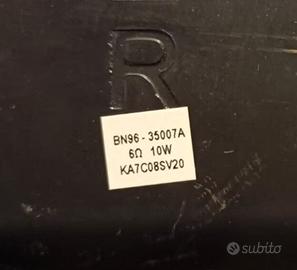 R
BN96-35007A
6Ω 10W
KA7C08SV20
subito